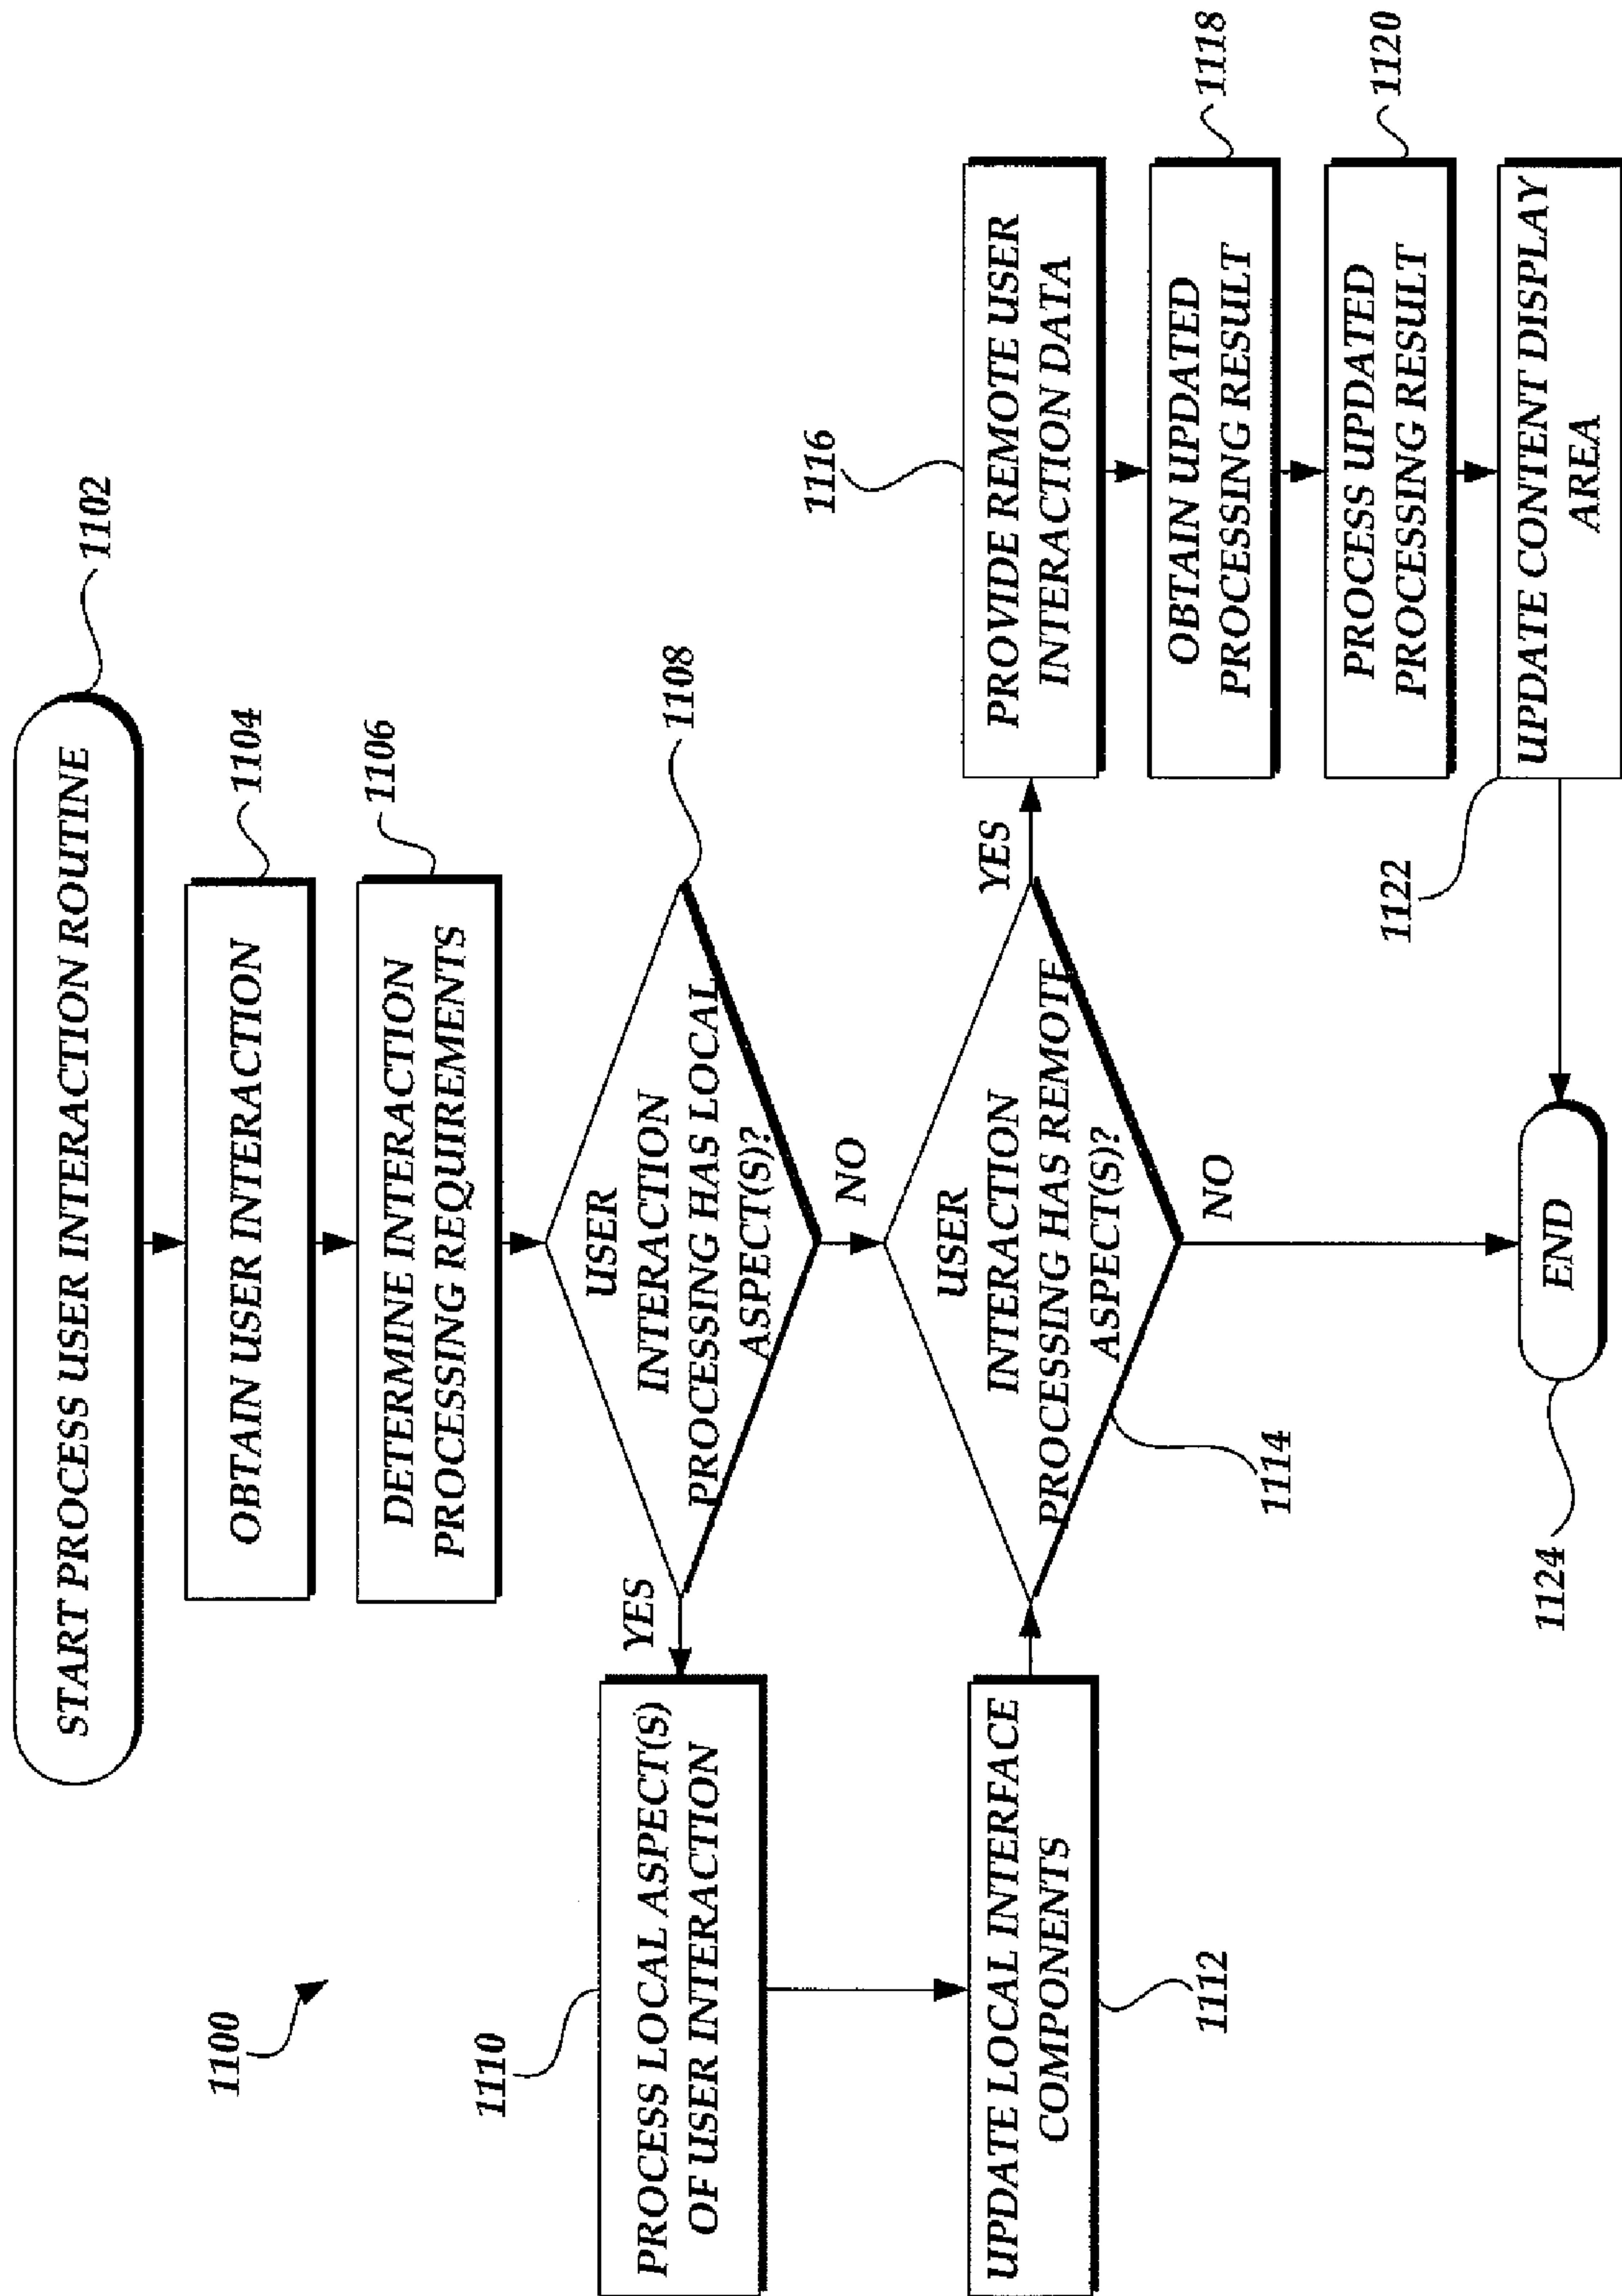 1100
START PROCESS USER INTERACTION ROUTINE
1102
OBTAIN USER INTERACTION
1104
DETERMINE INTERACTION
PROCESSING REQUIREMENTS
1106
USER
INTERACTION
PROCESSING HAS LOCAL
ASPECT(S)?
1108
YES
NO
1110
PROCESS LOCAL ASPECT(S)
OF USER INTERACTION
UPDATE LOCAL INTERFACE
COMPONENTS
1112
USER
INTERACTION
PROCESSING HAS REMOTE
ASPECT(S)?
1114
YES
NO
1116
PROVIDE REMOTE USER
INTERACTION DATA
OBTAIN UPDATED
PROCESSING RESULT
1118
PROCESS UPDATED
PROCESSING RESULT
1120
UPDATE CONTENT DISPLAY
AREA
1122
END
1124